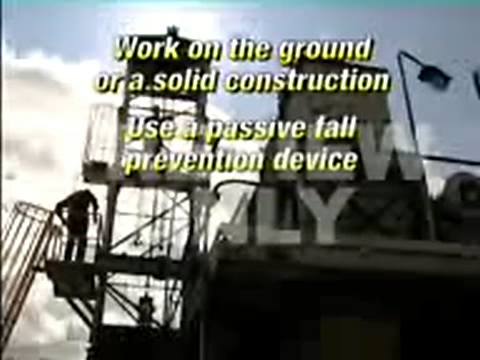 Work on the ground
or a solid construction
Use a passive fall
prevention device